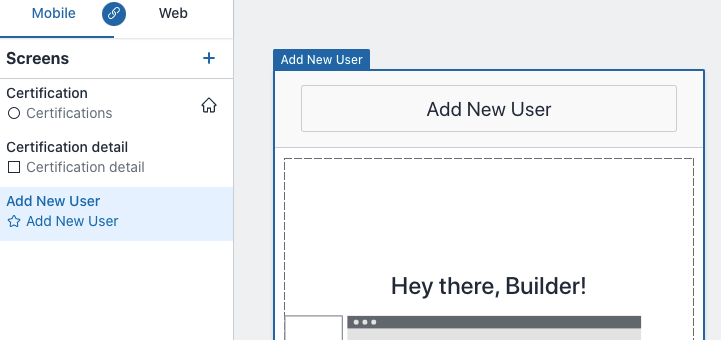 Mobile
Web
Screens
Certification
Certifications
Certification detail
Certification detail
Add New User
Add New User
Add New User
Add New User
Hey there, Builder!